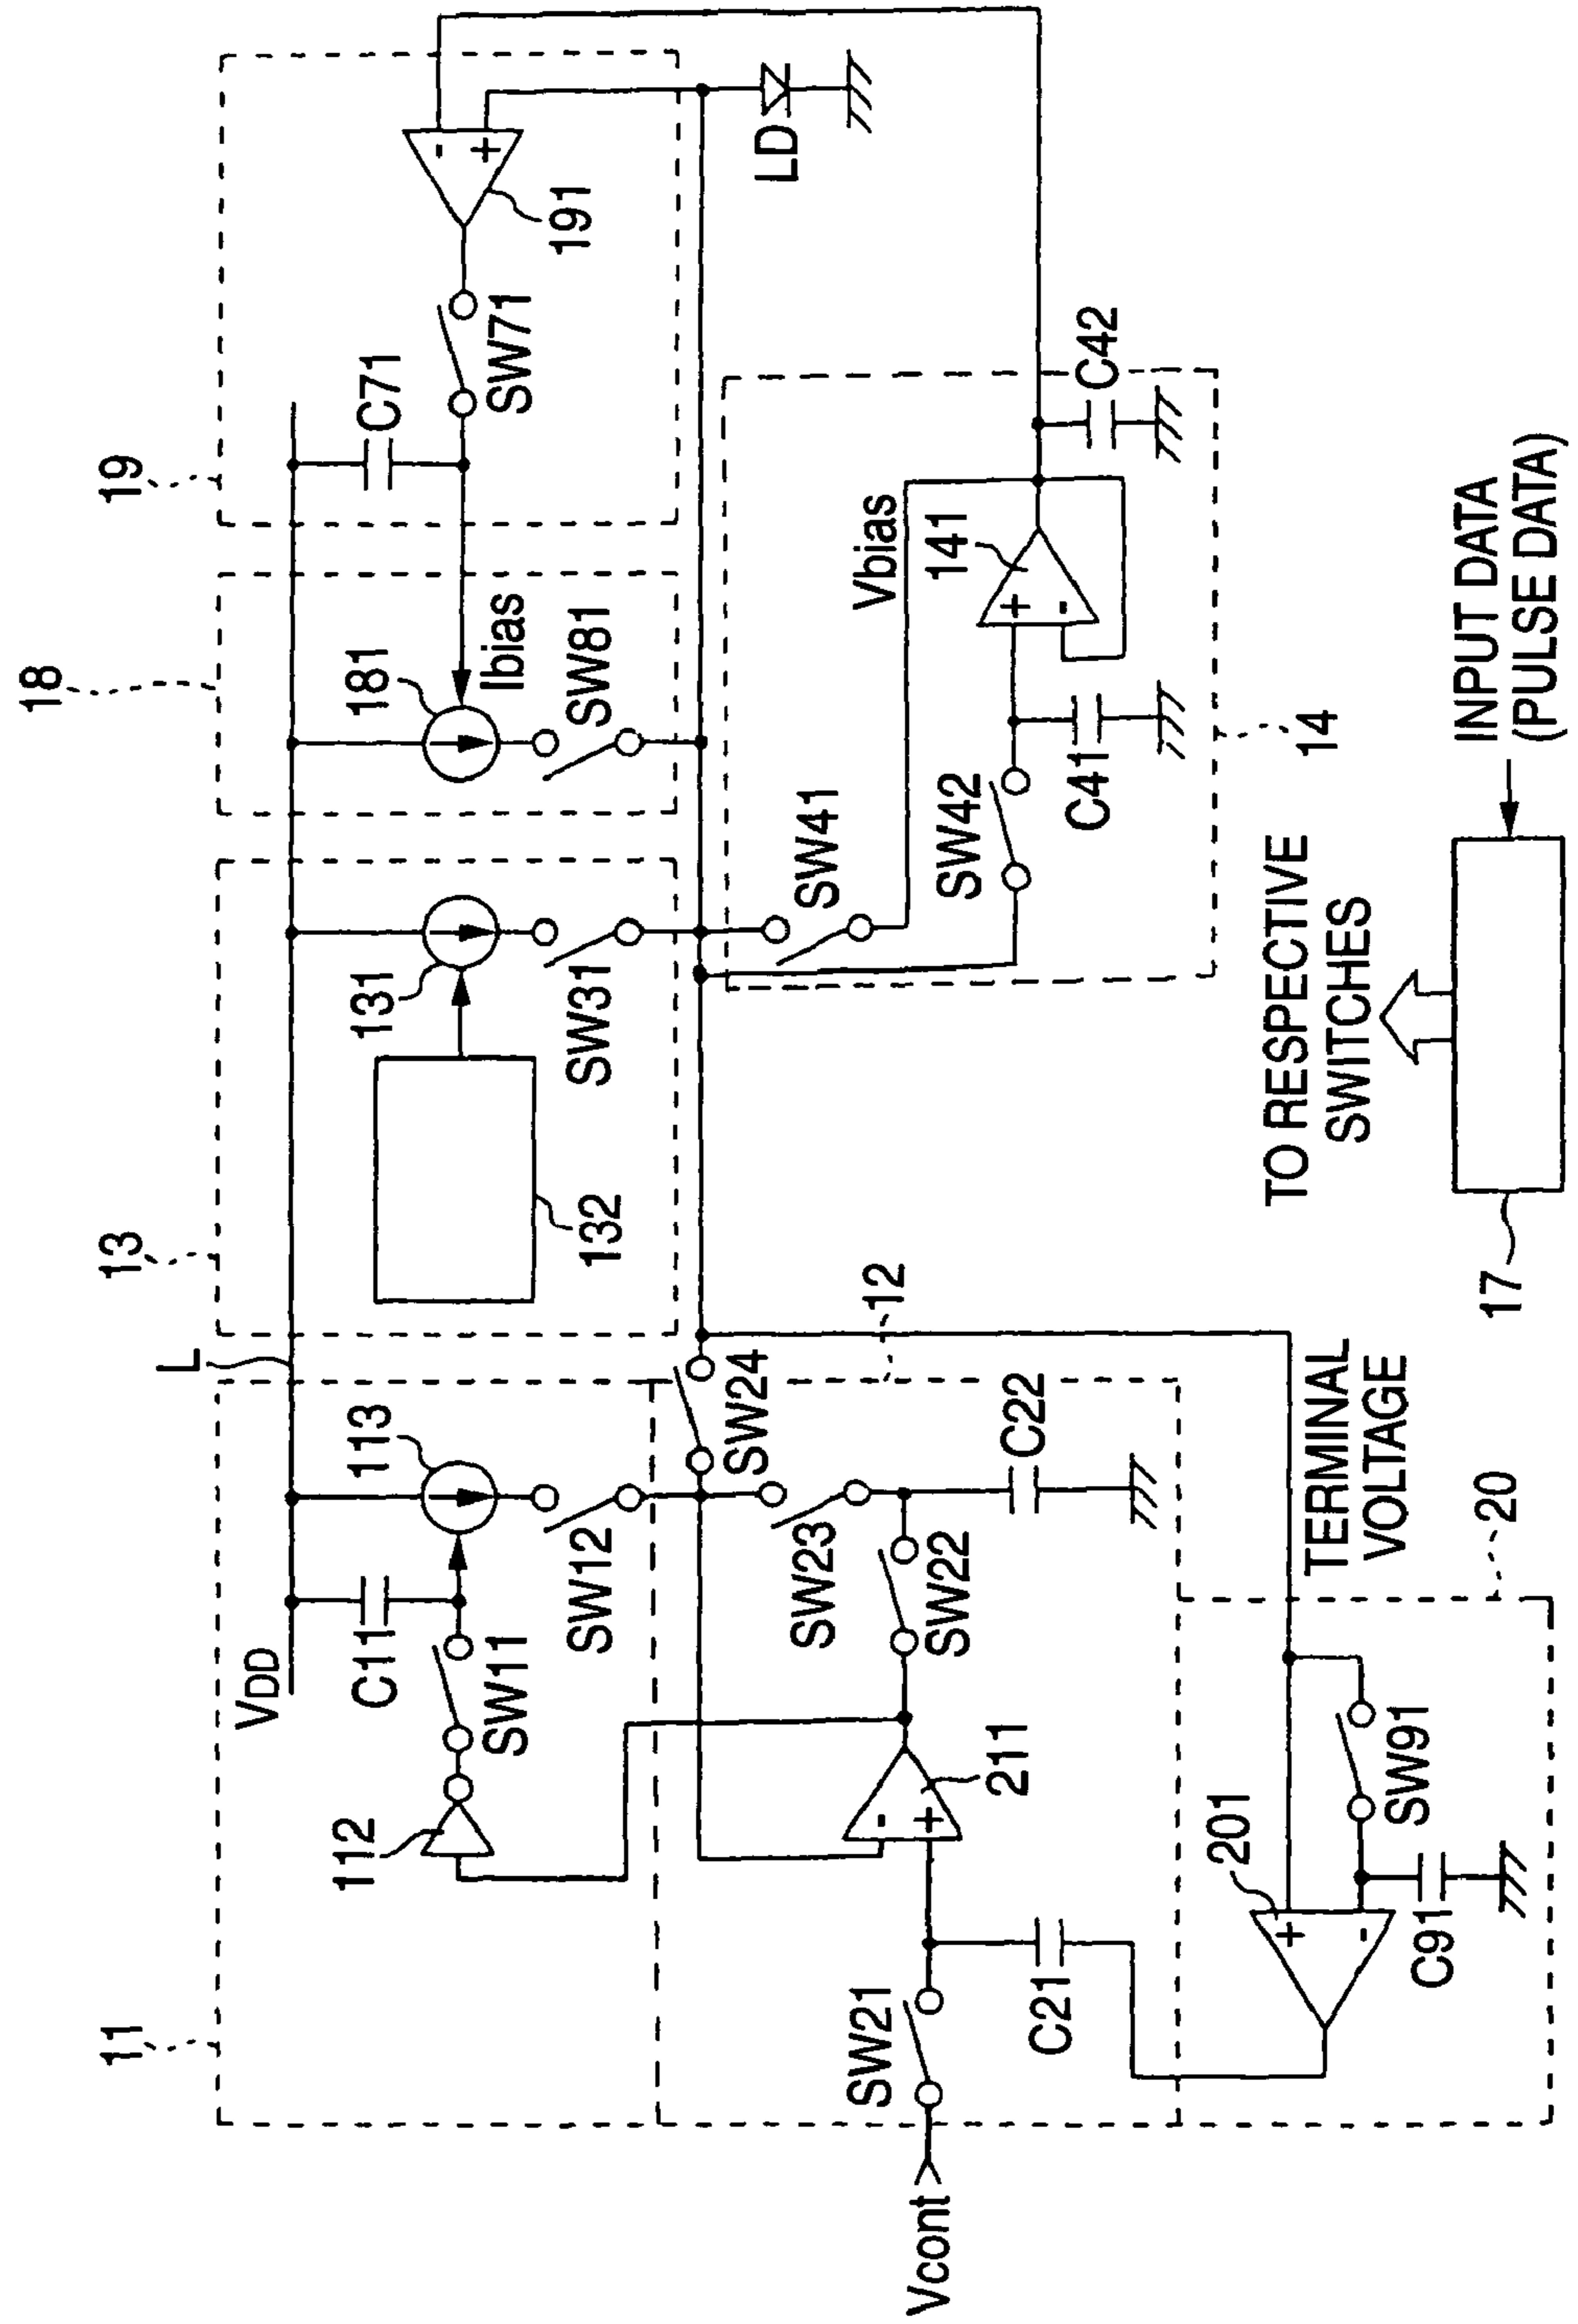 11
L
13
18
19
VDD
C11
SW11
112
113
SW12
132
131
SW31
181
Ibias
SW81
C71
SW71
191
LD
12
SW24
SW23
SW22
C22
211
SW21
Vcont
C21
SW41
SW42
C41
141
Vbias
C42
14
TERMINAL
VOLTAGE
20
201
SW91
C91
TO RESPECTIVE
SWITCHES
17
INPUT DATA
(PULSE DATA)
-
+
-
+
+
-
+
-